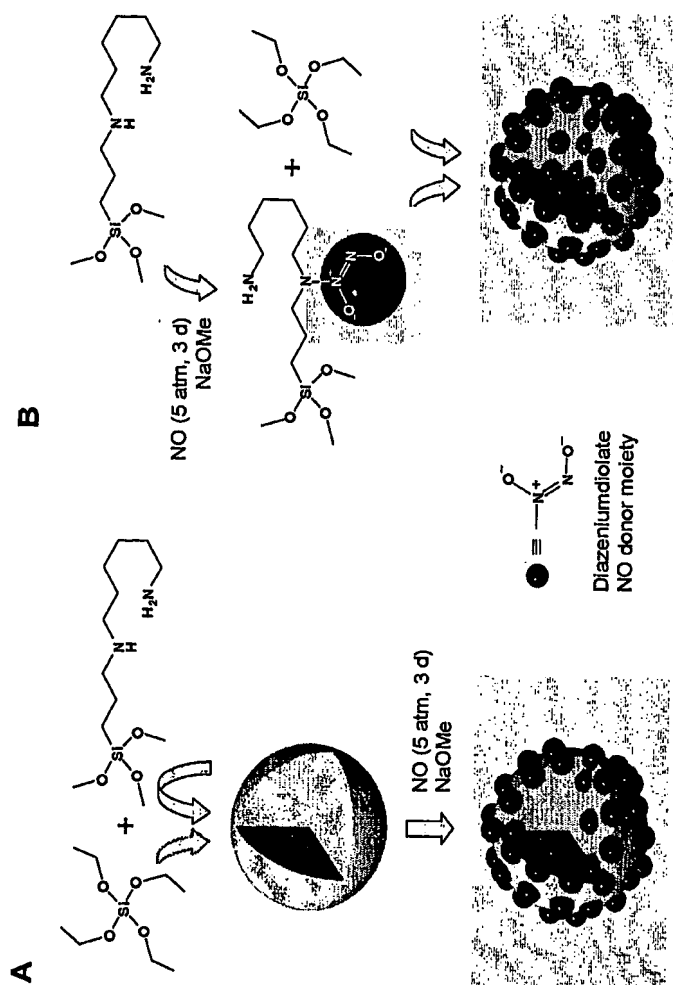 A
O
O
Si
O
O
+
O
Si
O
O
N
H
H₂N
NO (5 atm, 3 d)
NaOMe
B
O
Si
O
O
N
H
H₂N
NO (5 atm, 3 d)
NaOMe
O
Si
O
O
H₂N
N
N
N
O⁻
O⁻
+
O
O
Si
O
O
≡
N⁺
N
O⁻
O⁻
Diazeniumdiolate
NO donor moiety